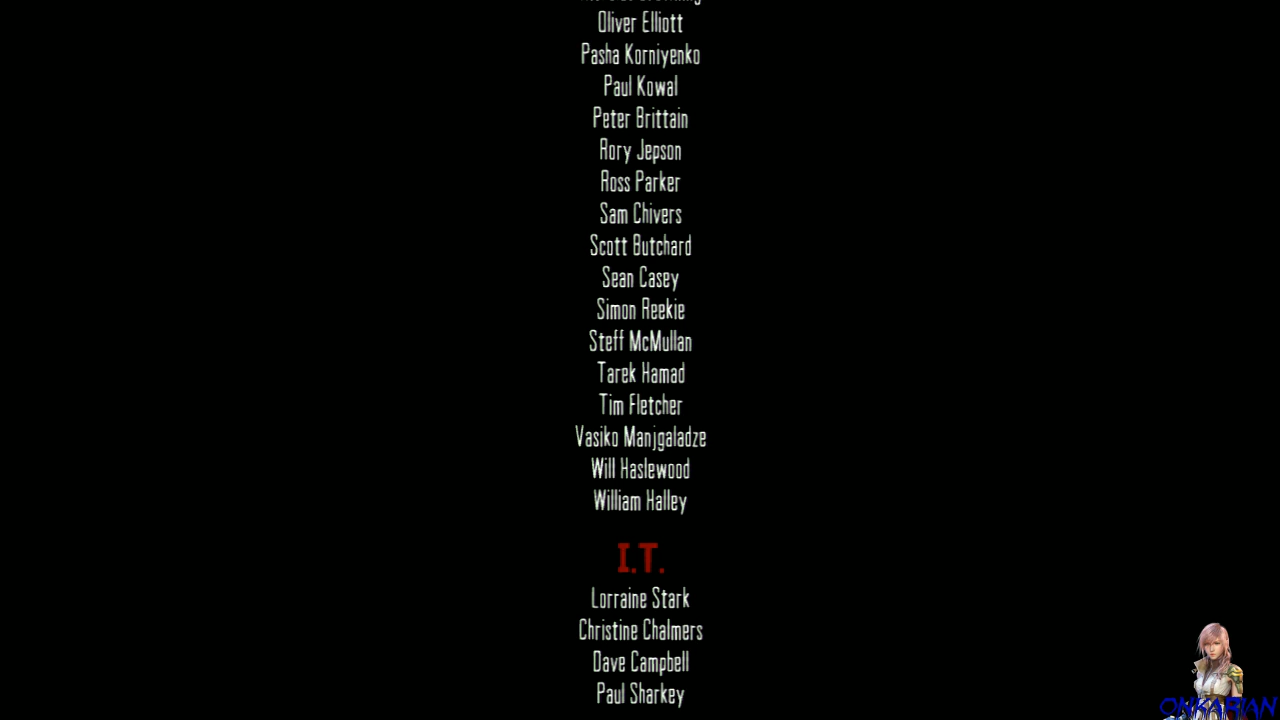 Oliver Elliott
Pasha Korniyenko
Paul Kowal
Peter Brittain
Rory Jepson
Ross Parker
Sam Chivers
Scott Butchard
Sean Casey
Simon Reekie
Steff McMullan
Tarek Hamad
Tim Fletcher
Vasiko Manjgaladze
Will Haslewood
William Halley
I.T.
Lorraine Stark
Christine Chalmers
Dave Campbell
Paul Sharkey
ONKARIAN